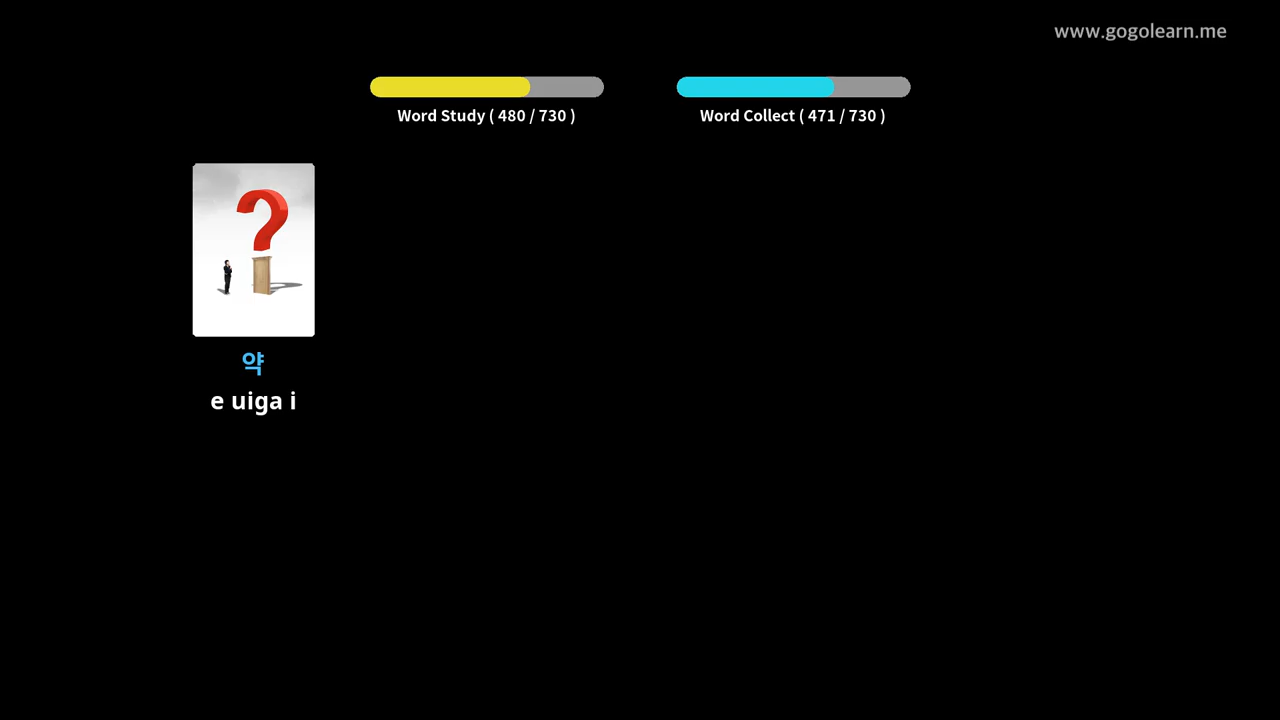 www.gogolearn.me
Word Study ( 480 / 730 )
Word Collect ( 471 / 730 )
약
e uiga i